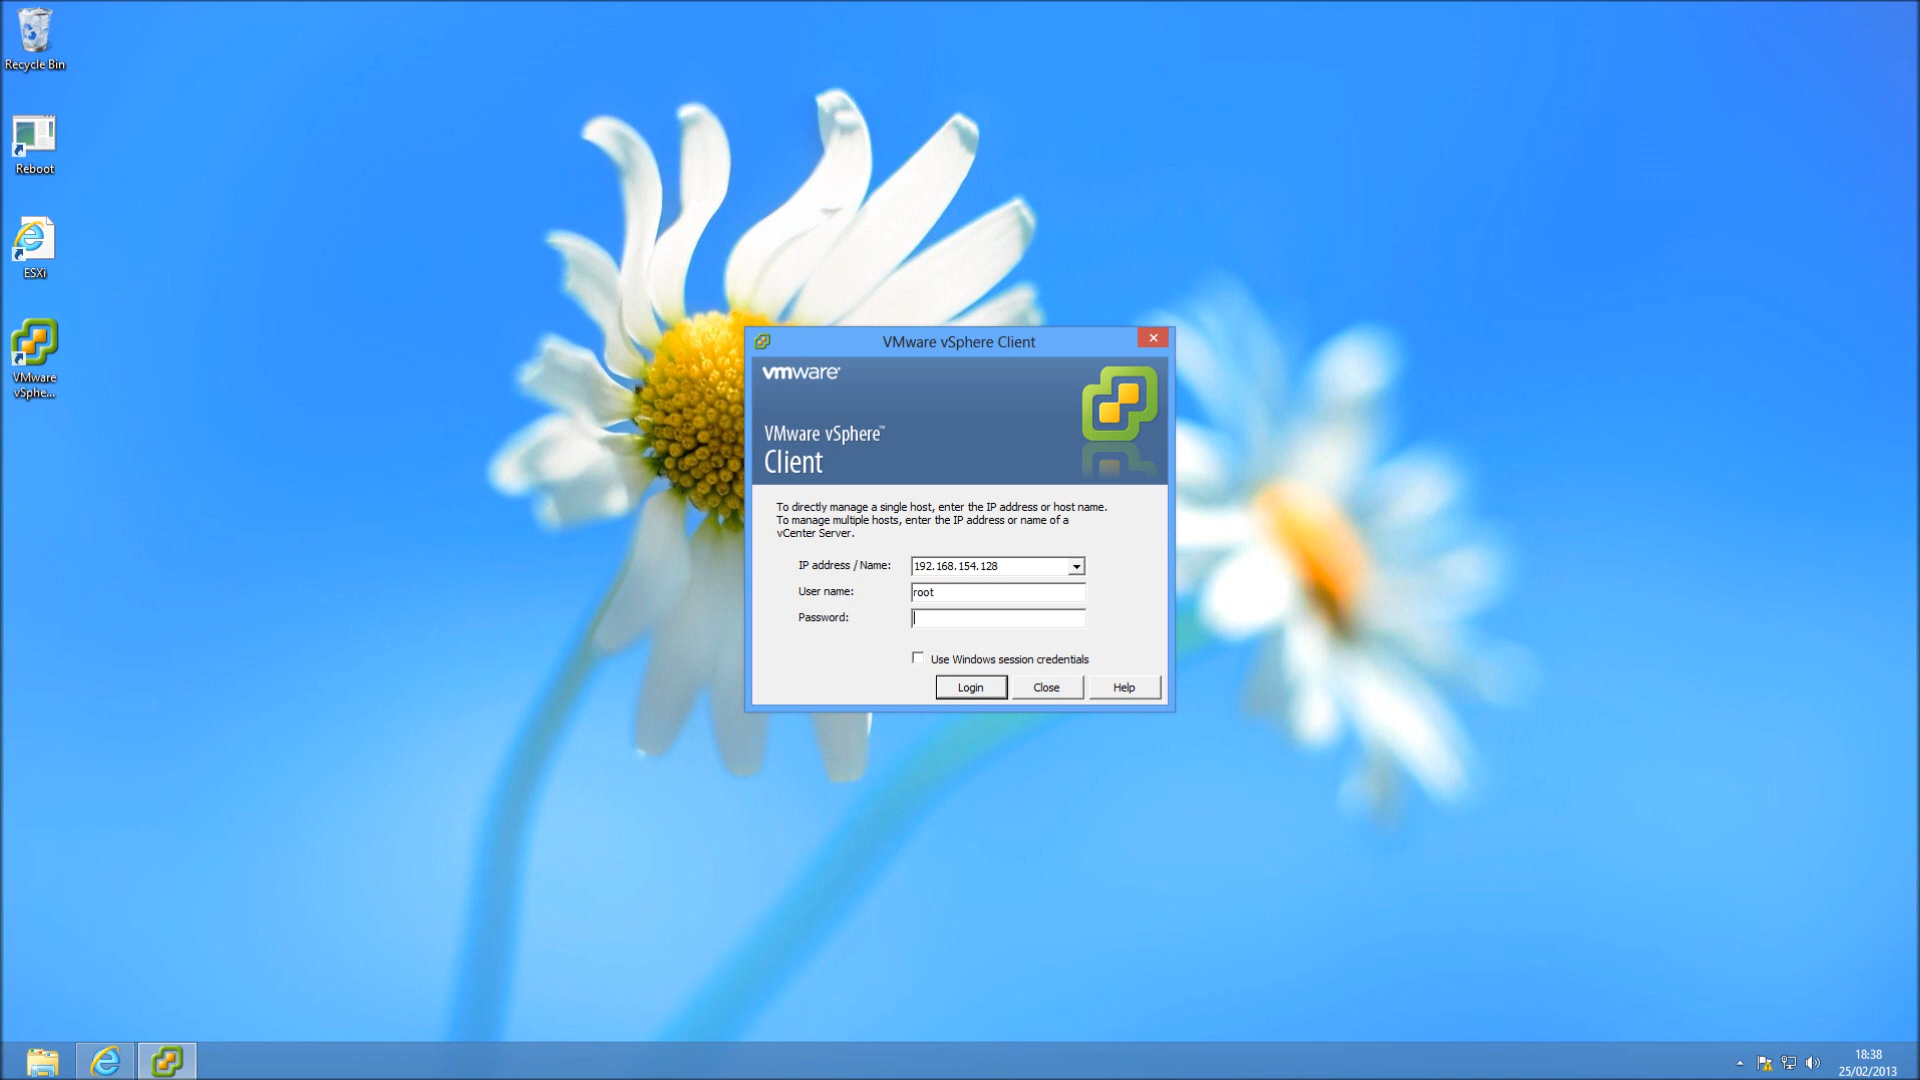 Recycle Bin
Reboot
ESXi
VMware
vSphe...
VMware vSphere Client
vmware®
VMware vSphere™
Client
To directly manage a single host, enter the IP address or host name.
To manage multiple hosts, enter the IP address or name of a
vCenter Server.
IP address / Name: 192.168.154.128
User name: root
Password:
Use Windows session credentials
Login Close Help
18:38
25/02/2013